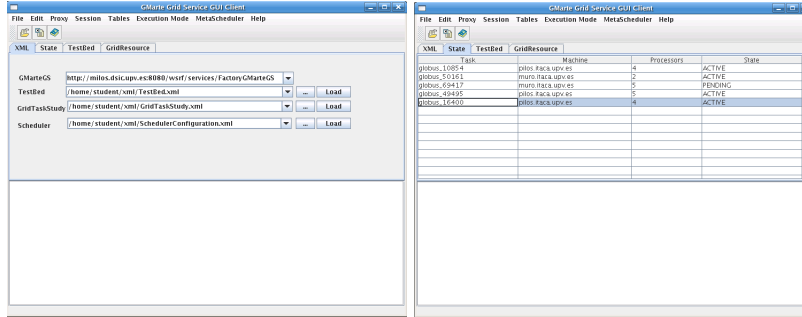 GMarte Grid Service GUI Client
File Edit Proxy Session Tables Execution Mode MetaScheduler Help
XML State TestBed GridResource
GMarteGS http://milos.dsic.upv.es:8080/wsrf/services/FactoryGMarteGS
TestBed /home/student/xml/TestBed.xml ... Load
GridTaskStudy /home/student/xml/GridTaskStudy.xml ... Load
Scheduler /home/student/xml/SchedulerConfiguration.xml ... Load
GMarte Grid Service GUI Client
File Edit Proxy Session Tables Execution Mode MetaScheduler Help
XML State TestBed GridResource
Task Machine Processors State
globus_10854 pilos.itaca.upv.es 4 ACTIVE
globus_50161 muro.itaca.upv.es 2 ACTIVE
globus_69417 muro.itaca.upv.es 5 PENDING
globus_49495 pilos.itaca.upv.es 5 ACTIVE
globus_16400 pilos.itaca.upv.es 4 ACTIVE